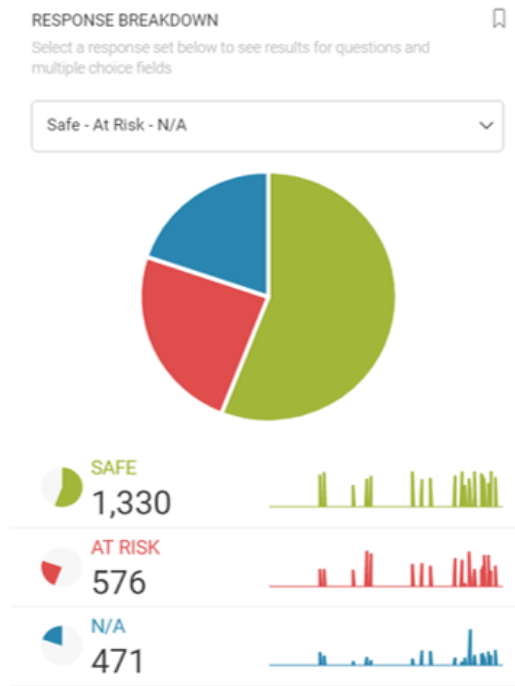 RESPONSE BREAKDOWN
Select a response set below to see results for questions and
multiple choice fields
Safe - At Risk - N/A
SAFE
1,330
AT RISK
576
N/A
471